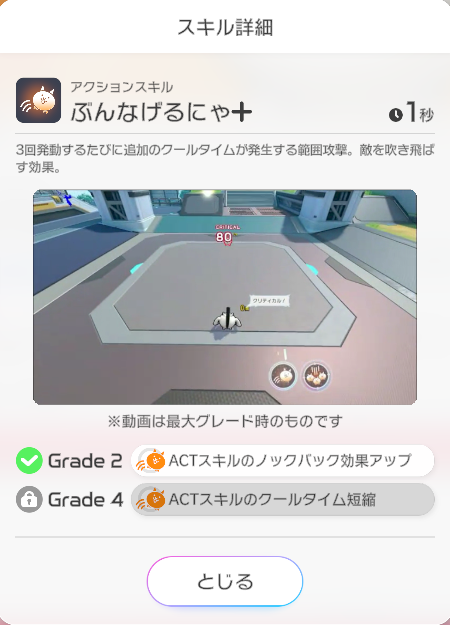 スキル詳細
アクションスキル
ぶんなげるにゃ+
1秒
3回発動するたびに追加のクールタイムが発生する範囲攻撃。敵を吹き飛ば
す効果。
CRITICAL
80
クリティカル!
※動画は最大グレード時のものです
Grade 2 ACTスキルのノックバック効果アップ
Grade 4 ACTスキルのクールタイム短縮
とじる